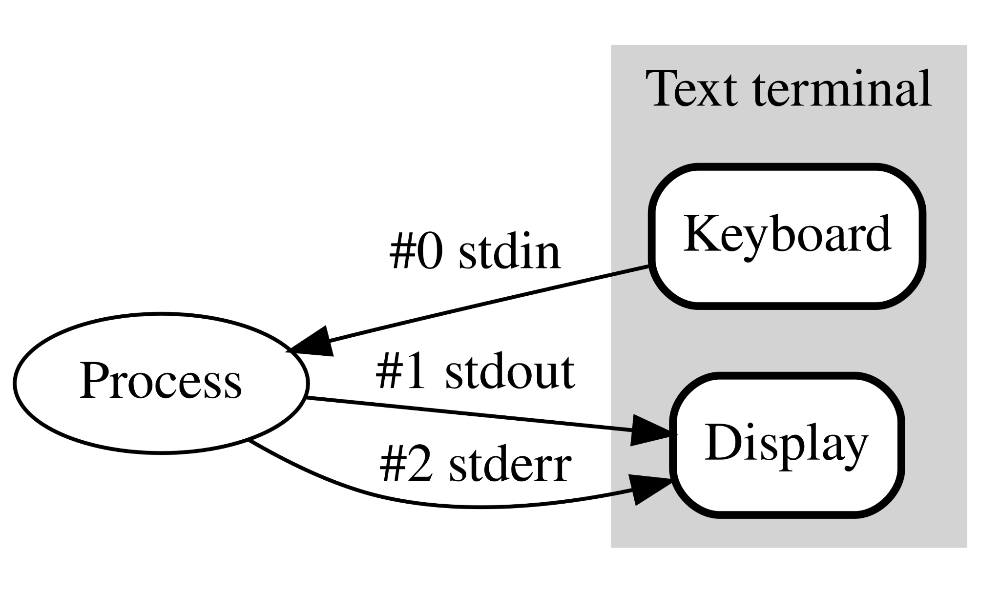 Text terminal
Keyboard
#0 stdin
Process
#1 stdout
Display
#2 stderr